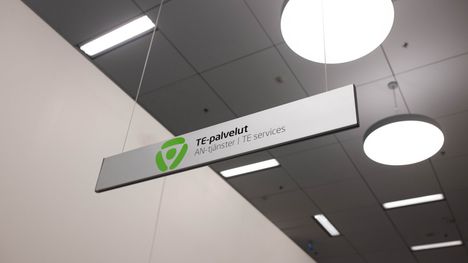 TE-palvelut
AN-tjänster | TE services